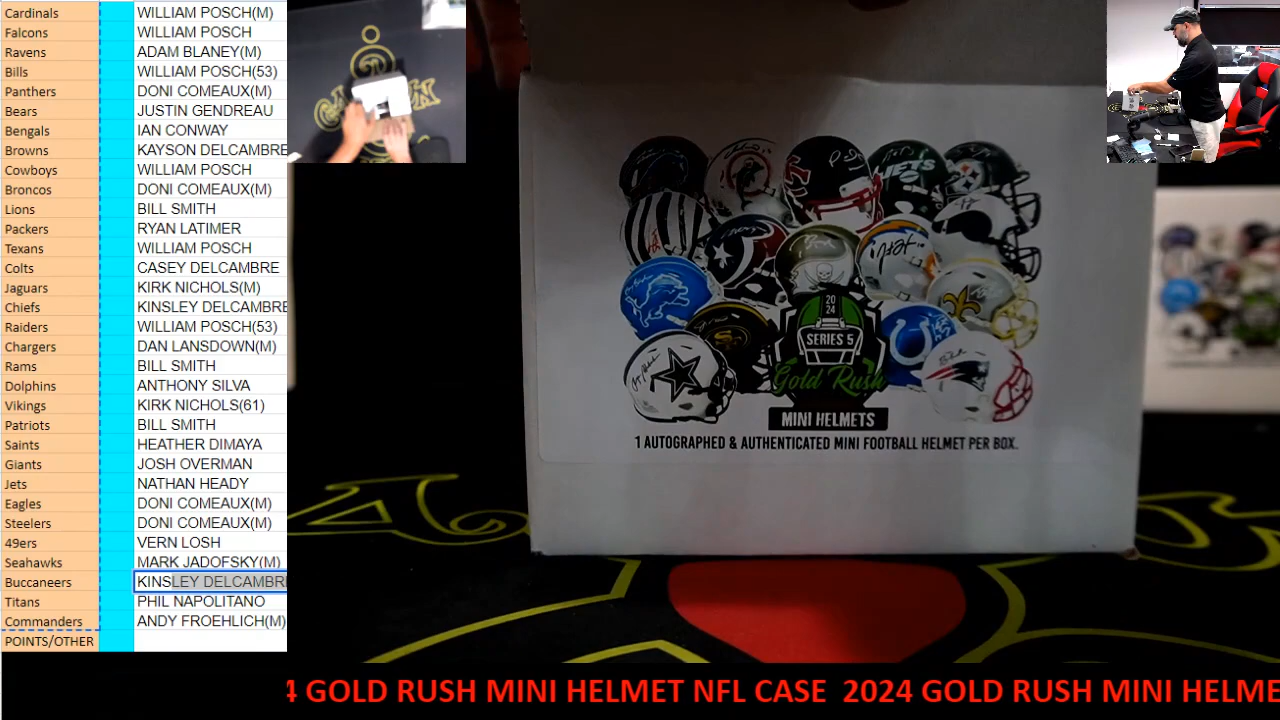 Cardinals WILLIAM POSCH(M)
Falcons WILLIAM POSCH
Ravens ADAM BLANEY(M)
Bills WILLIAM POSCH(53)
Panthers DONI COMEAUX(M)
Bears JUSTIN GENDREAU
Bengals IAN CONWAY
Browns KAYSON DELCAMBRE
Cowboys WILLIAM POSCH
Broncos DONI COMEAUX(M)
Lions BILL SMITH
Packers RYAN LATIMER
Texans WILLIAM POSCH
Colts CASEY DELCAMBRE
Jaguars KIRK NICHOLS(M)
Chiefs KINSLEY DELCAMBRE
Raiders WILLIAM POSCH(53)
Chargers DAN LANSDOWN(M)
Rams BILL SMITH
Dolphins ANTHONY SILVA
Vikings KIRK NICHOLS(61)
Patriots BILL SMITH
Saints HEATHER DIMAYA
Giants JOSH OVERMAN
Jets NATHAN HEADY
Eagles DONI COMEAUX(M)
Steelers DONI COMEAUX(M)
49ers VERN LOSH
Seahawks MARK JADOFSKY(M)
Buccaneers KINSLEY DELCAMBRE
Titans PHIL NAPOLITANO
Commanders ANDY FROEHLICH(M)
POINTS/OTHER
JETS
20
24
SERIES 5
Gold Rush
MINI HELMETS
1 AUTOGRAPHED & AUTHENTICATED MINI FOOTBALL HELMET PER BOX.
4 GOLD RUSH MINI HELMET NFL CASE 2024 GOLD RUSH MINI HELME